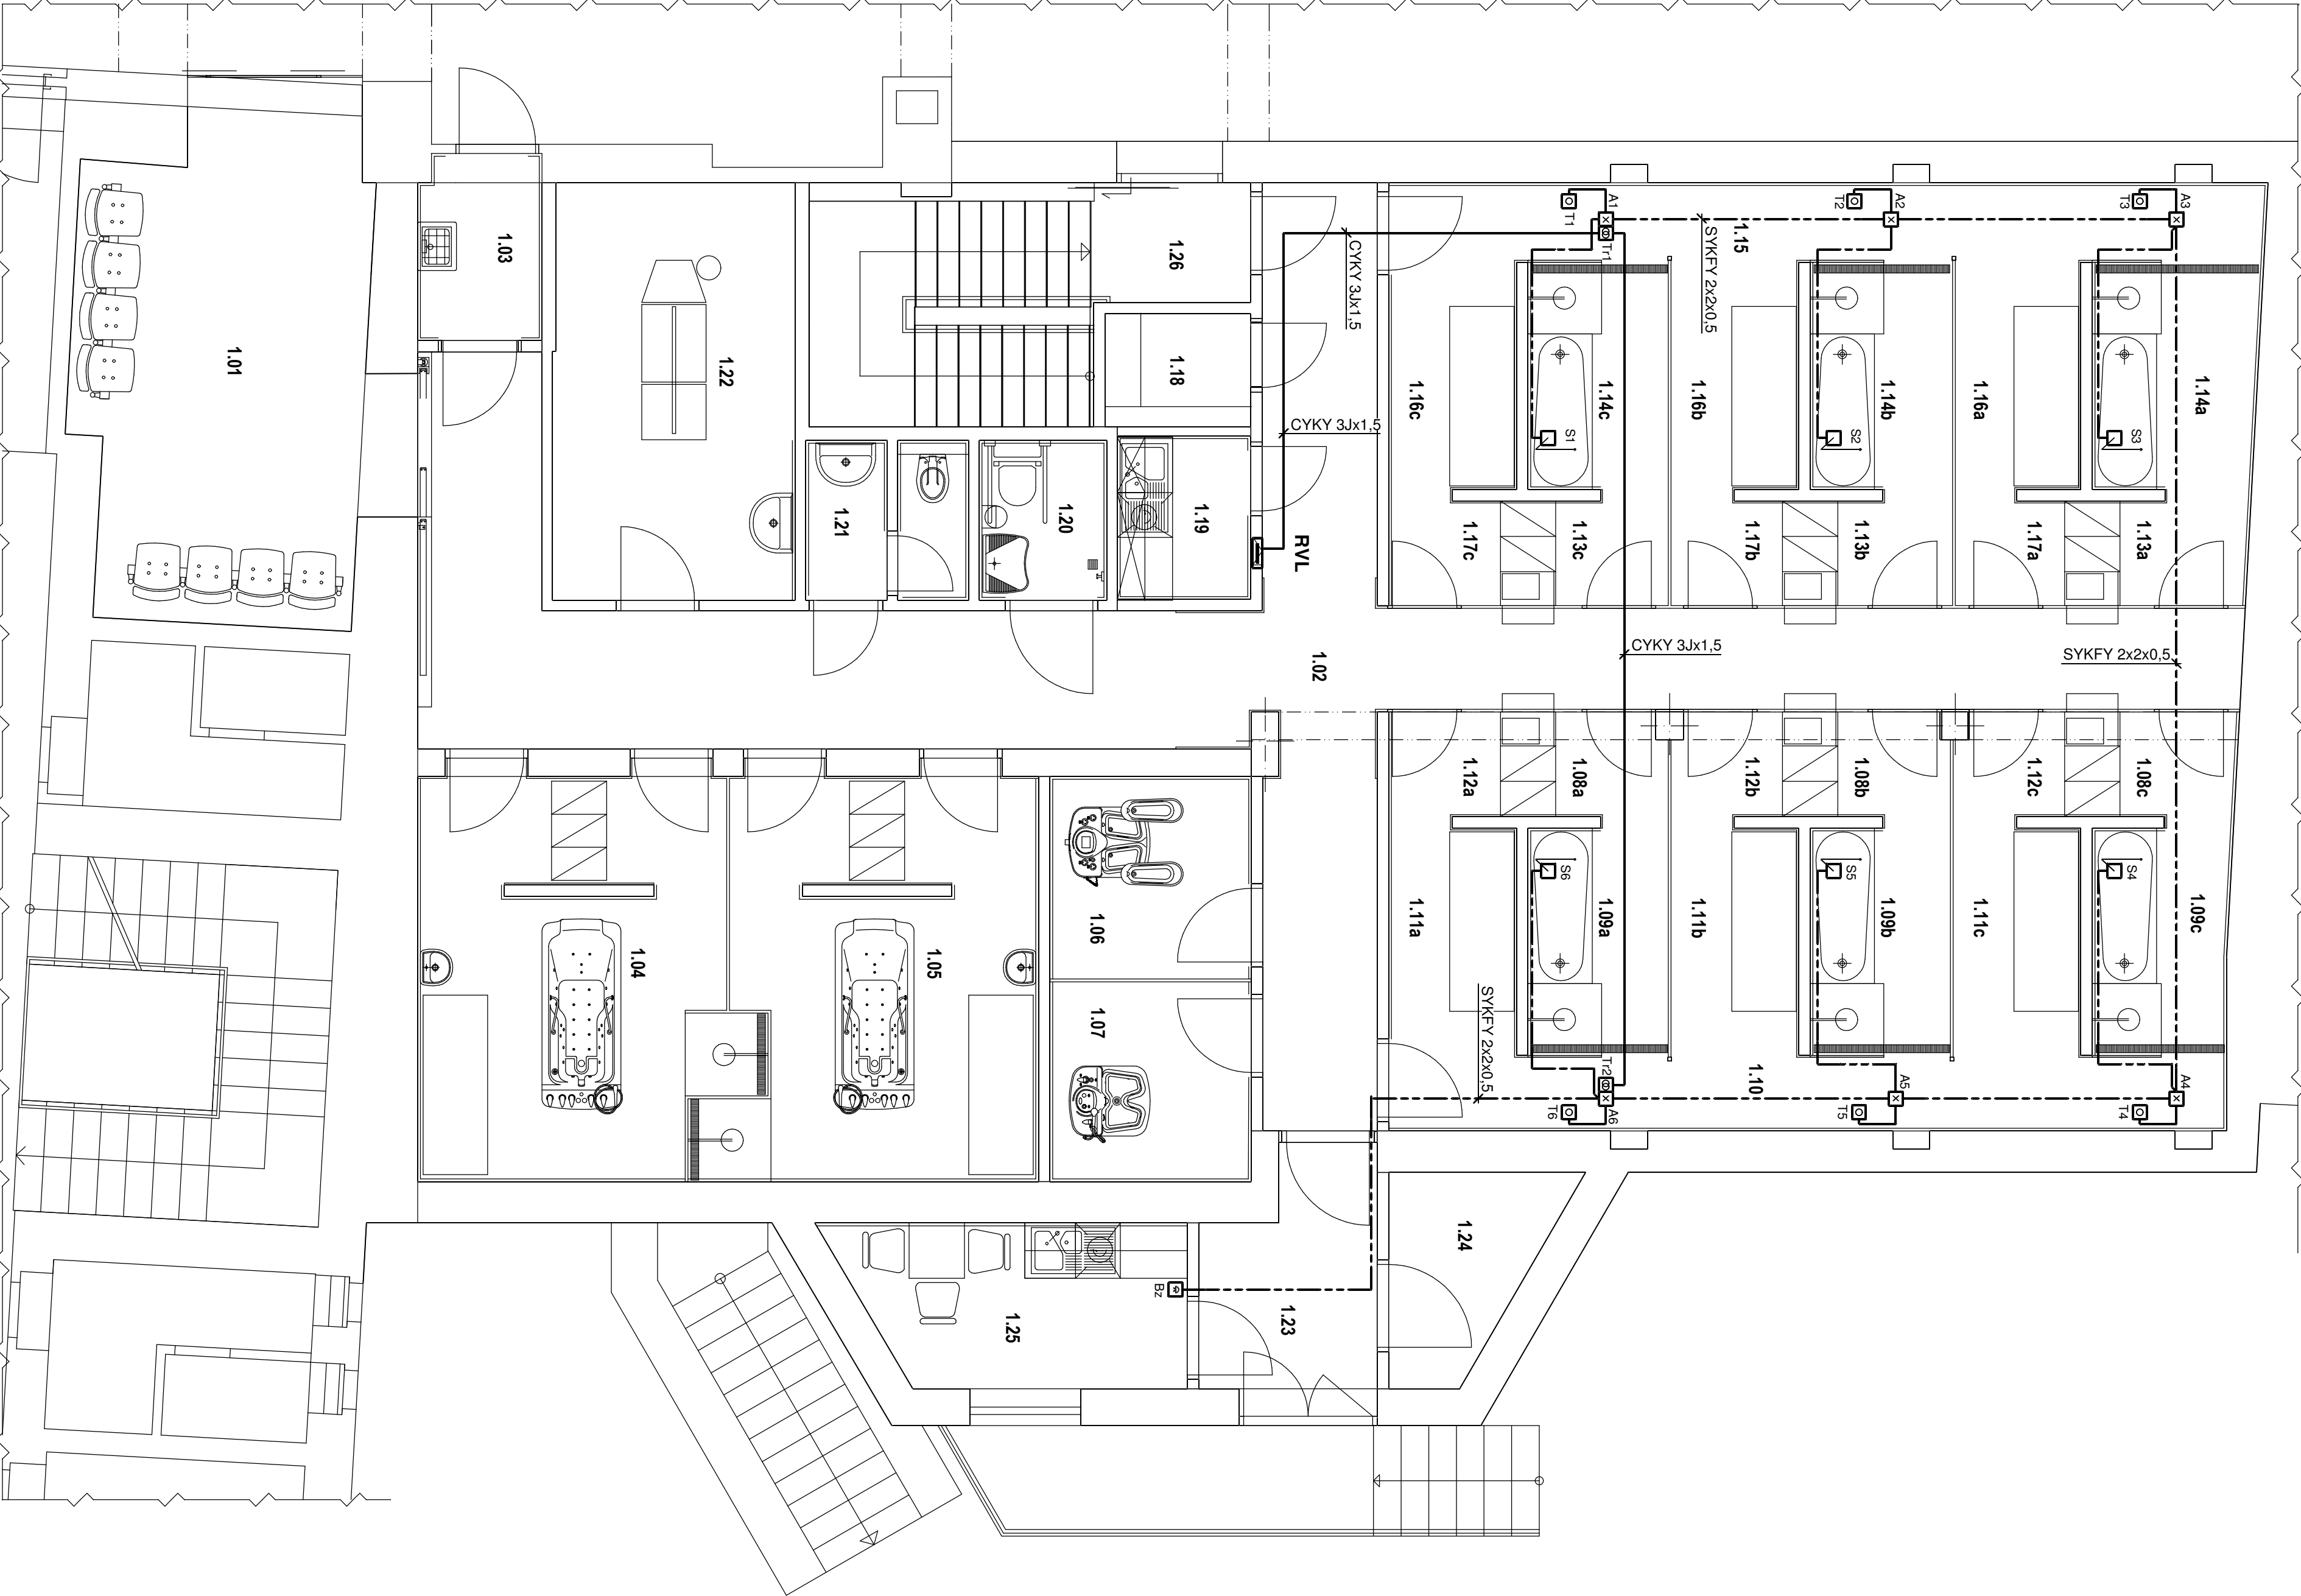 A1
T1
Tr1
A2
T2
A3
T3
1.15
SYKFY 2x2x0,5
CYKY 3Jx1,5
1.03
1.26
1.01
1.22
1.18
1.16c
1.14c
1.16b
1.14b
1.16a
1.14a
CYKY 3Jx1,5
S1
S2
S3
1.21
1.20
1.19
RVL
1.17c
1.13c
1.17b
1.13b
1.17a
1.13a
1.02
CYKY 3Jx1,5
SYKFY 2x2x0,5
1.12a
1.08a
1.12b
1.08b
1.12c
1.08c
S6
S5
S4
1.04
1.05
1.06
1.11a
1.09a
1.11b
1.09b
1.11c
1.09c
1.07
SYKFY 2x2x0,5
Tr2
A6
T6
1.10
A5
T5
A4
T4
1.24
Bz
1.25
1.23